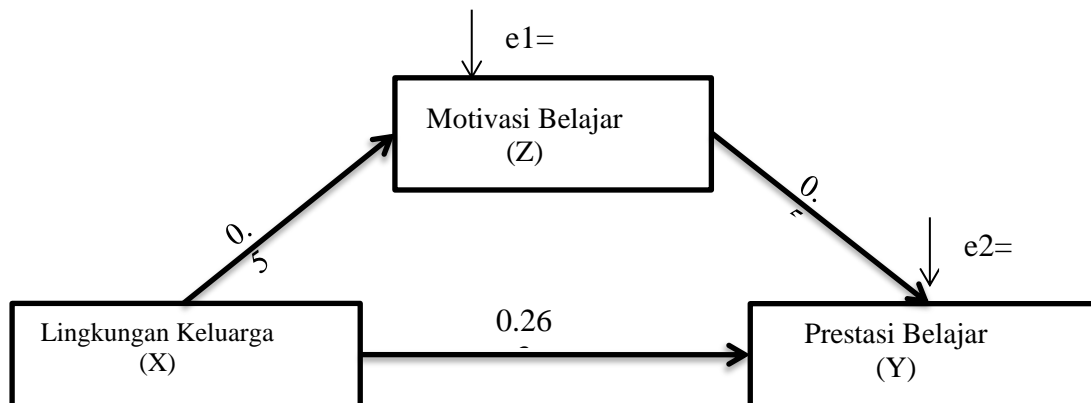 e1=
Motivasi Belajar
(Z)
0.
5
0.
e2=
Lingkungan Keluarga
(X)
0.26
Prestasi Belajar
(Y)